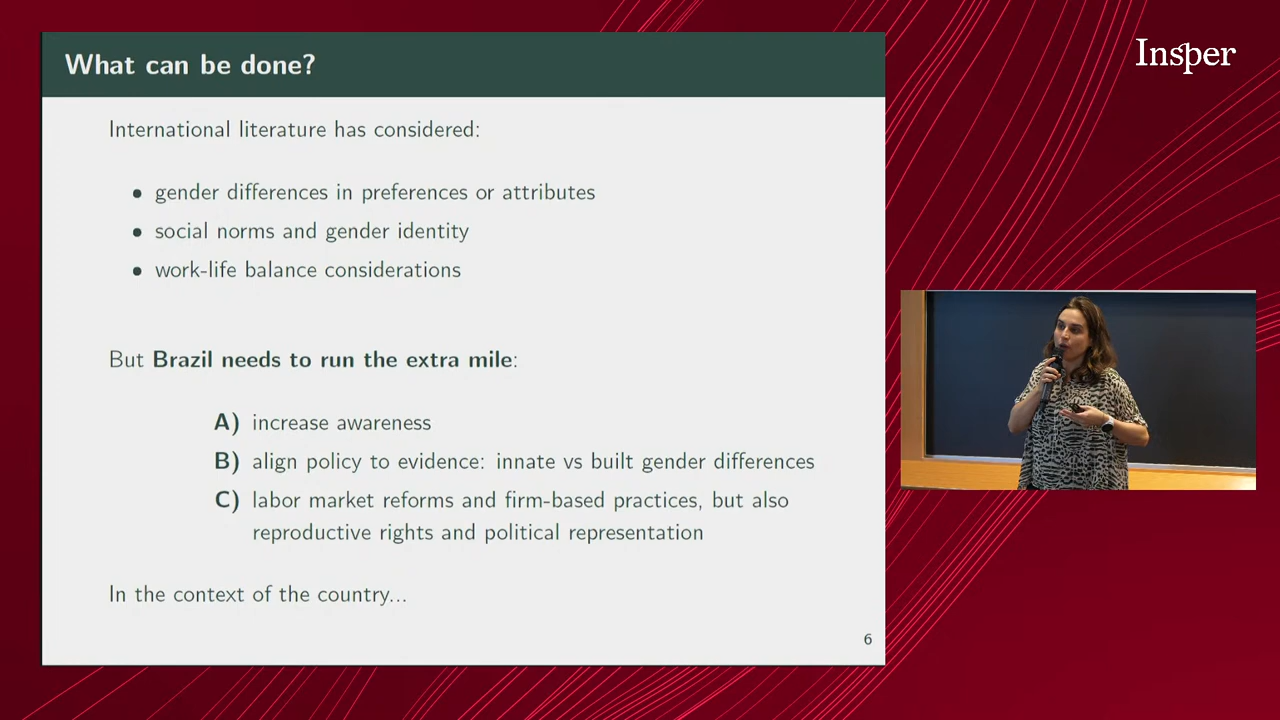 What can be done?
Insper
International literature has considered:
• gender differences in preferences or attributes
• social norms and gender identity
• work-life balance considerations
But Brazil needs to run the extra mile:
A) increase awareness
B) align policy to evidence: innate vs built gender differences
C) labor market reforms and firm-based practices, but also
reproductive rights and political representation
In the context of the country...
6